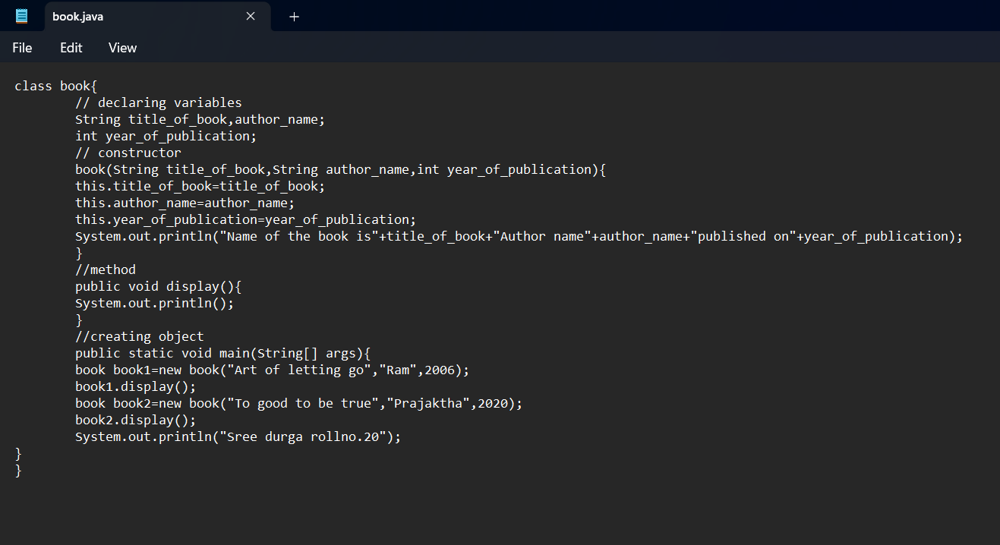 book.java
File Edit View
class book{
        // declaring variables
        String title_of_book,author_name;
        int year_of_publication;
        // constructor
        book(String title_of_book,String author_name,int year_of_publication){
        this.title_of_book=title_of_book;
        this.author_name=author_name;
        this.year_of_publication=year_of_publication;
        System.out.println("Name of the book is"+title_of_book+"Author name"+author_name+"published on"+year_of_publication);
        }
        //method
        public void display(){
        System.out.println();
        }
        //creating object
        public static void main(String[] args){
        book book1=new book("Art of letting go","Ram",2006);
        book1.display();
        book book2=new book("To good to be true","Prajaktha",2020);
        book2.display();
        System.out.println("Sree durga rollno.20");
}
}